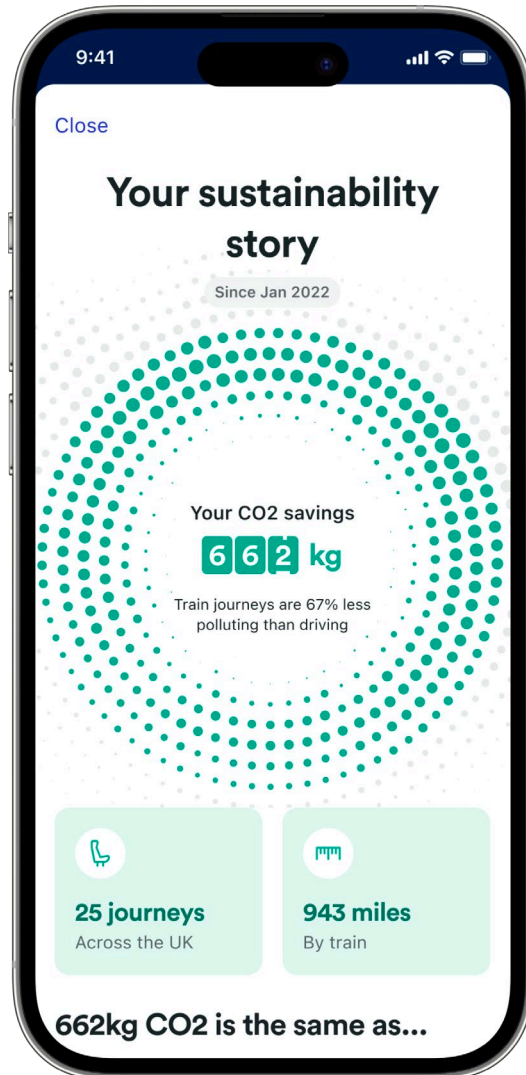 9:41
Close
Your sustainability
story
Since Jan 2022
Your CO2 savings
662 kg
Train journeys are 67% less
polluting than driving
25 journeys
Across the UK
943 miles
By train
662kg CO2 is the same as...